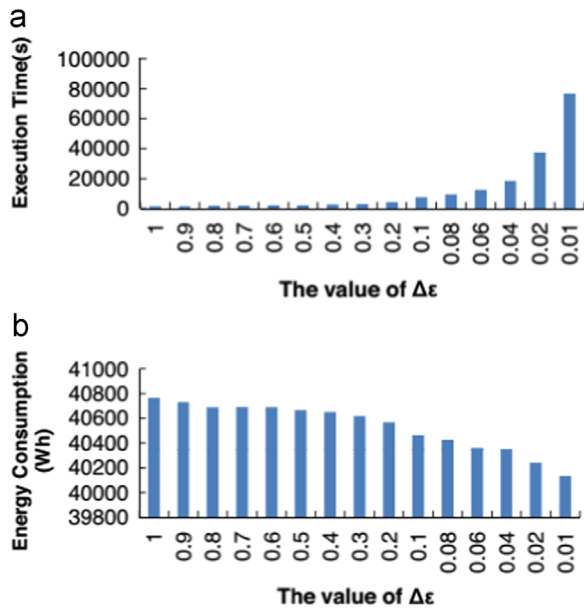 a
Execution Time(s)
100000
80000
60000
40000
20000
0
1 0.9 0.8 0.7 0.6 0.5 0.4 0.3 0.2 0.1 0.08 0.06 0.04 0.02 0.01
The value of Δε
b
Energy Consumption
(Wh)
41000
40800
40600
40400
40200
40000
39800
1 0.9 0.8 0.7 0.6 0.5 0.4 0.3 0.2 0.1 0.08 0.06 0.04 0.02 0.01
The value of Δε